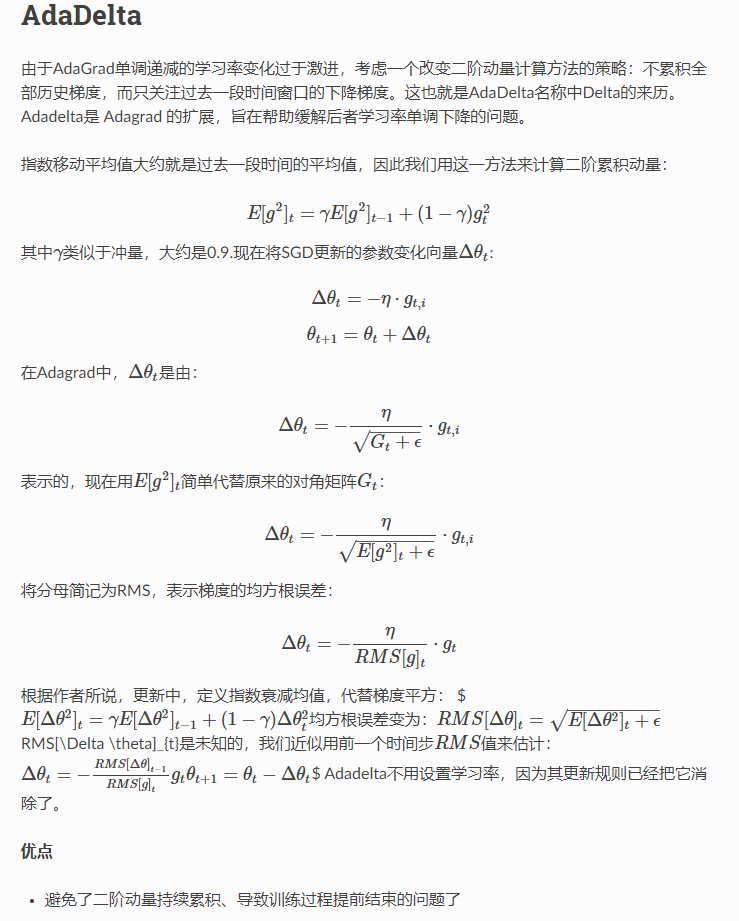 AdaDelta
由于AdaGrad单调递减的学习率变化过于激进，考虑一个改变二阶动量计算方法的策略：不累积全
部历史梯度，而只关注过去一段时间窗口的下降梯度。这也就是AdaDelta名称中Delta的来历。
Adadelta是 Adagrad 的扩展，旨在帮助缓解后者学习率单调下降的问题。
指数移动平均值大约就是过去一段时间的平均值，因此我们用这一方法来计算二阶累积动量：
$E[g^2]_t = \gamma E[g^2]_{t-1} + (1-\gamma)g_t^2$
其中γ类似于冲量，大约是0.9.现在将SGD更新的参数变化向量$\Delta\theta_t$:
$\Delta\theta_t = -\eta \cdot g_{t,i}$
$\theta_{t+1} = \theta_t + \Delta\theta_t$
在Adagrad中，$\Delta\theta_t$是由：
$\Delta\theta_t = -\frac{\eta}{\sqrt{G_t+\epsilon}} \cdot g_{t,i}$
表示的，现在用$E[g^2]_t$简单代替原来的对角矩阵$G_t$：
$\Delta\theta_t = -\frac{\eta}{\sqrt{E[g^2]_t+\epsilon}} \cdot g_{t,i}$
将分母简记为RMS，表示梯度的均方根误差：
$\Delta\theta_t = -\frac{\eta}{RMS[g]_t} \cdot g_t$
根据作者所说，更新中，定义指数衰减均值，代替梯度平方： $
$E[\Delta\theta^2]_t = \gamma E[\Delta\theta^2]_{t-1} + (1-\gamma)\Delta\theta_t^2$均方根误差变为：$RMS[\Delta\theta]_t = \sqrt{E[\Delta\theta^2]_t+\epsilon}$
RMS[\Delta \theta]_{t}是未知的，我们近似用前一个时间步$RMS$值来估计：
$\Delta\theta_t = -\frac{RMS[\Delta\theta]_{t-1}}{RMS[g]_t} g_t \theta_{t+1} = \theta_t - \Delta\theta_t$$ Adadelta不用设置学习率，因为其更新规则已经把它消
除了。
优点
• 避免了二阶动量持续累积、导致训练过程提前结束的问题了